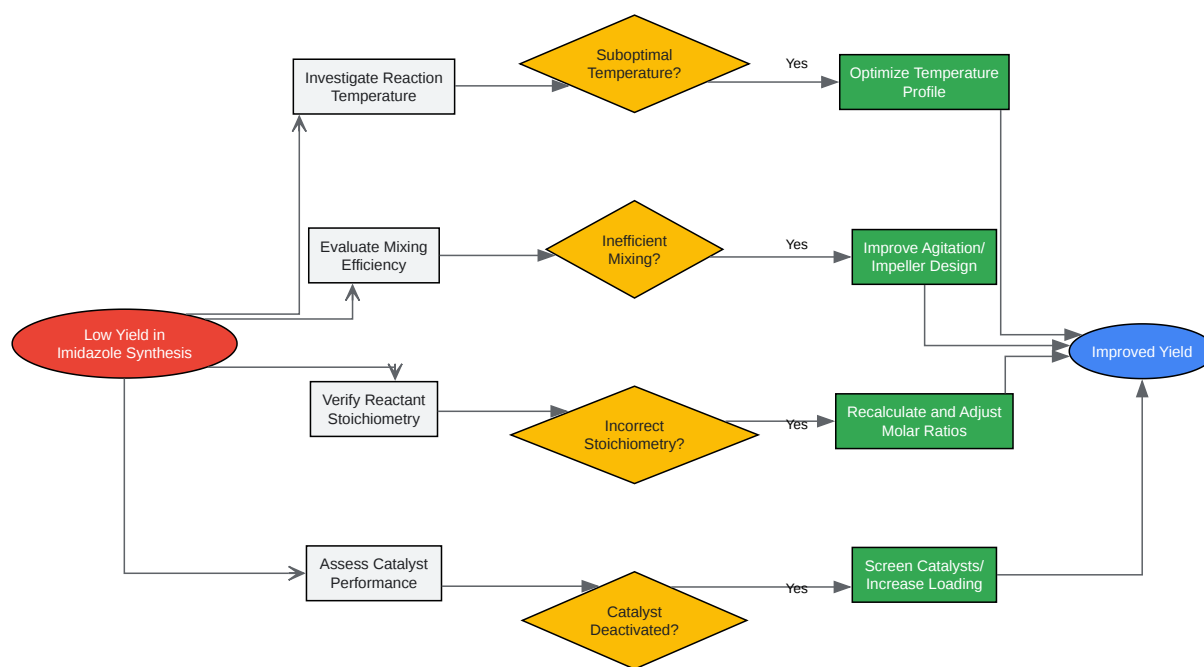 Suboptimal
Temperature?
Yes
Investigate Reaction
Temperature
Optimize Temperature
Profile
Inefficient
Mixing?
Yes
Evaluate Mixing
Efficiency
Improve Agitation/
Impeller Design
Low Yield in
Imidazole Synthesis
Improved Yield
Verify Reactant
Stoichiometry
Incorrect
Stoichiometry?
Yes
Recalculate and Adjust
Molar Ratios
Assess Catalyst
Performance
Catalyst
Deactivated?
Yes
Screen Catalysts/
Increase Loading